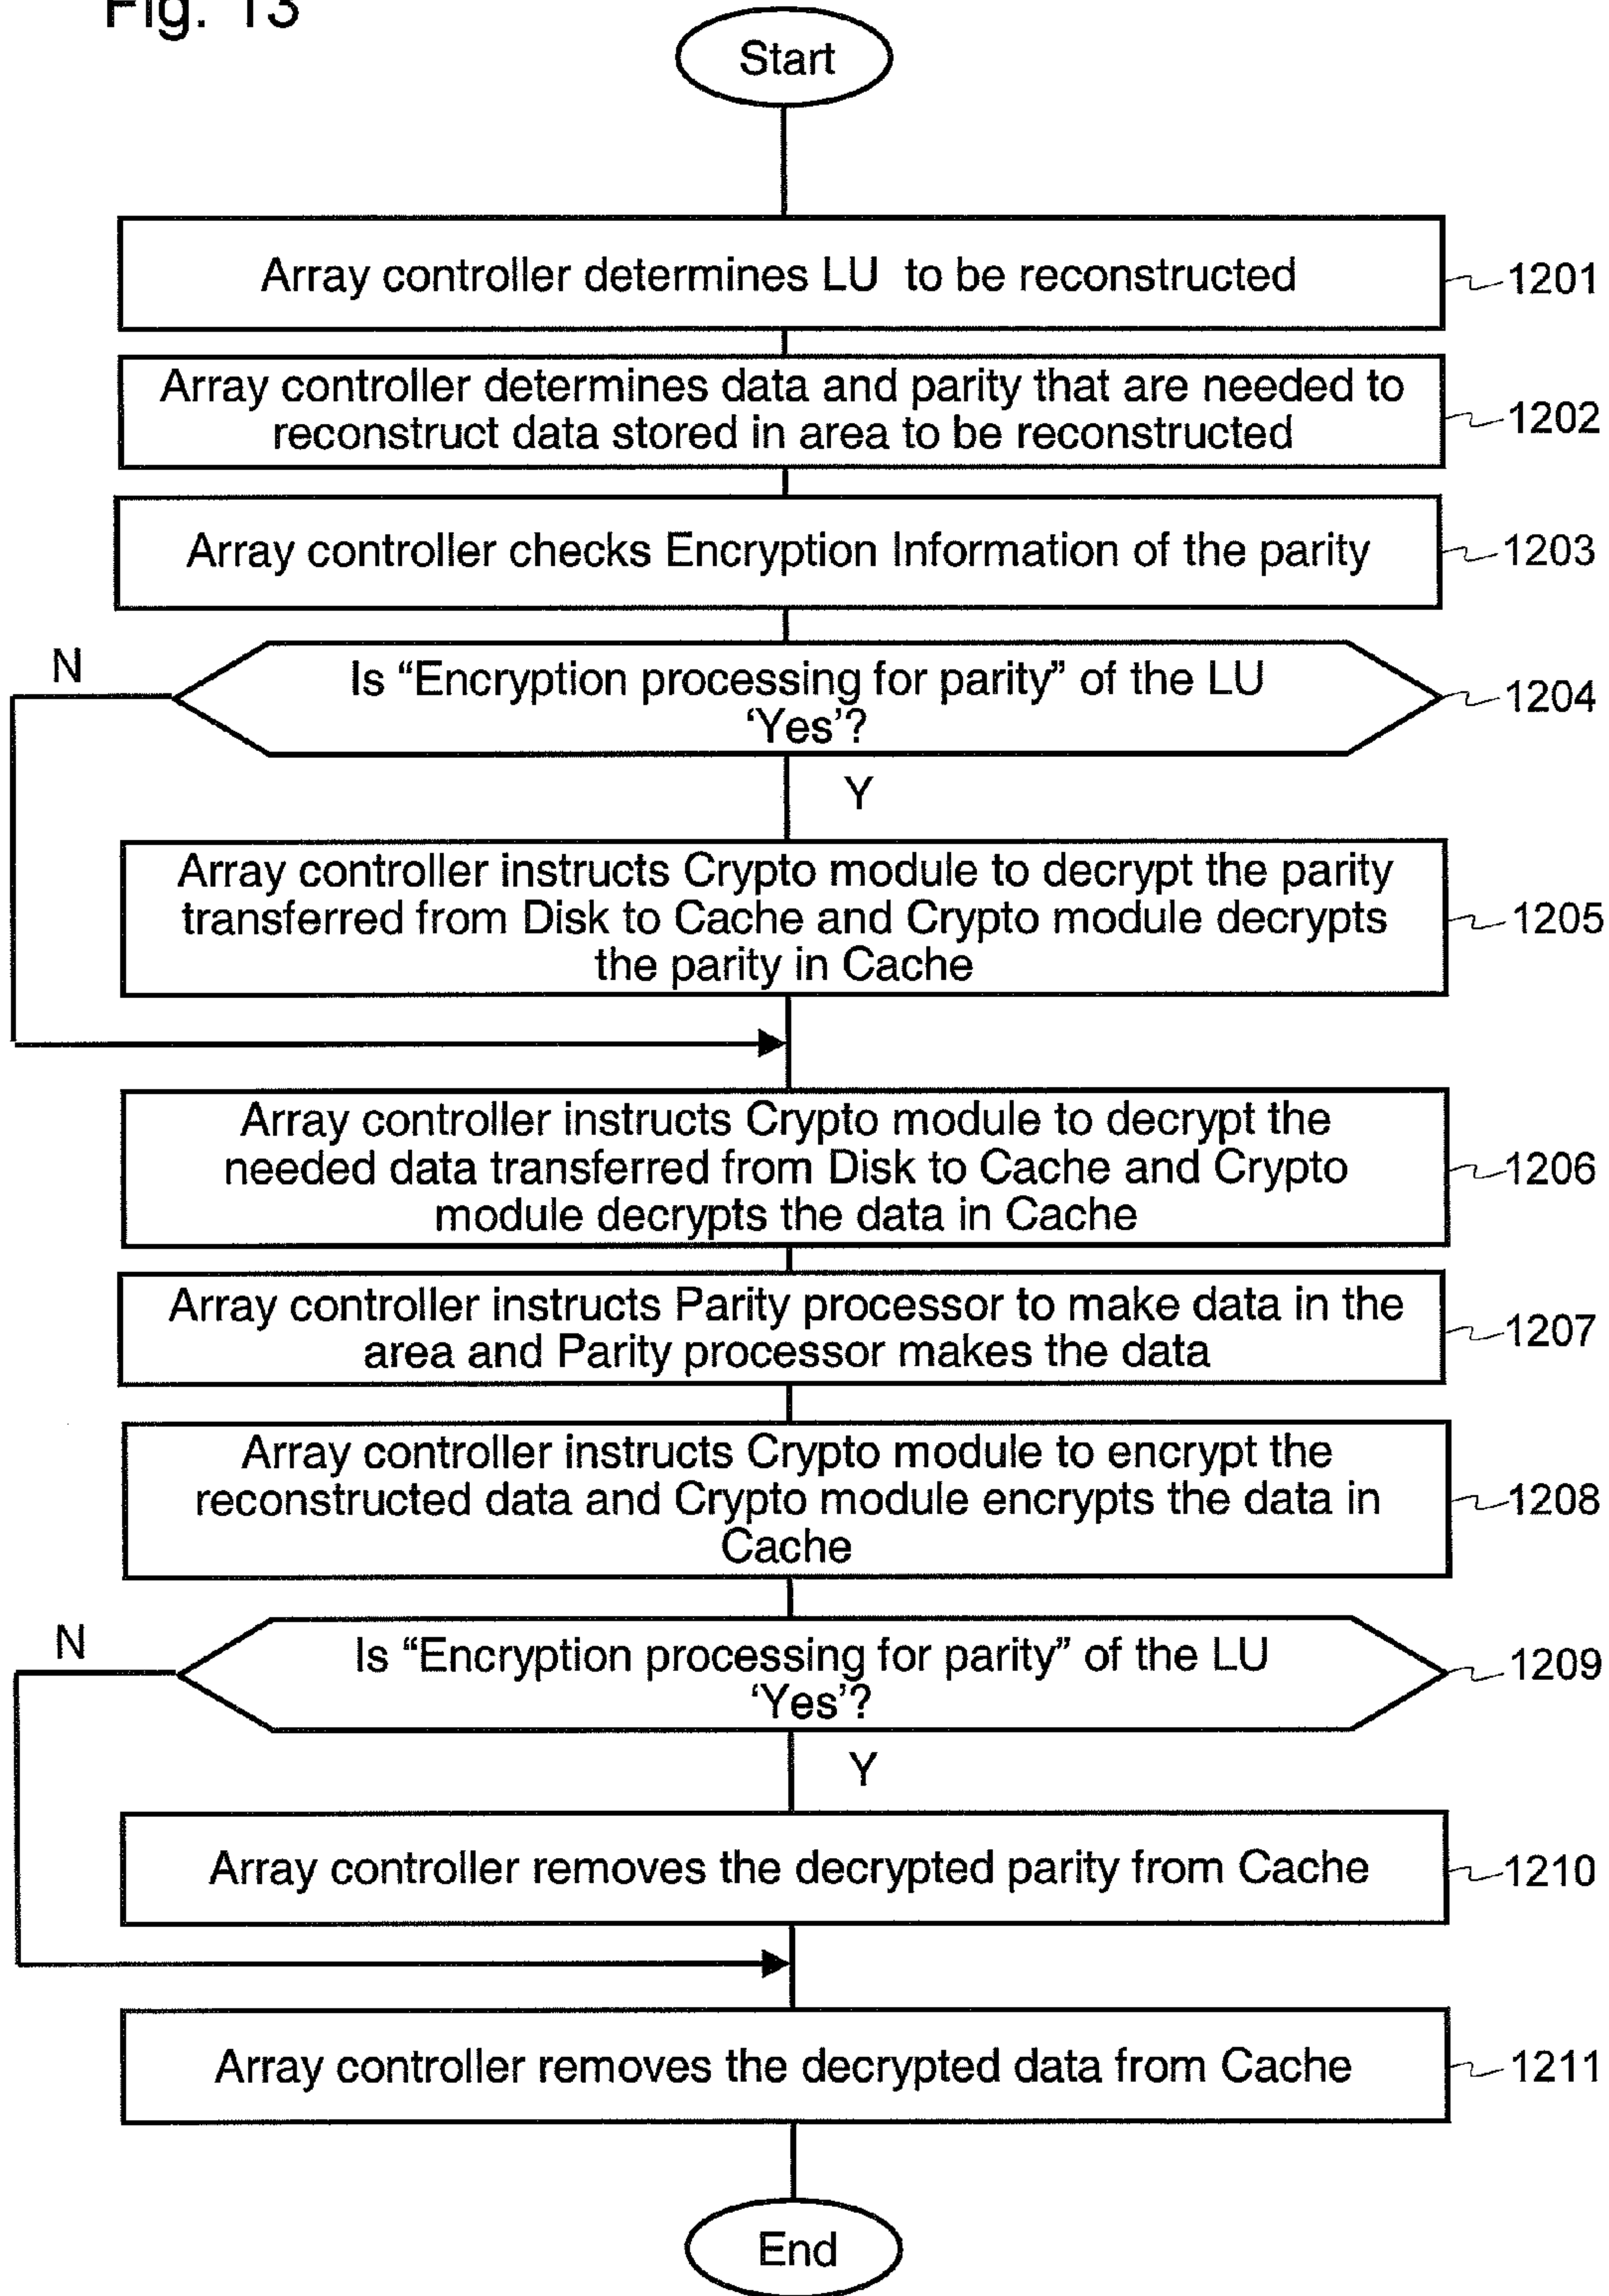 Fig. 13
Start
Array controller determines LU to be reconstructed
1201
Array controller determines data and parity that are needed to
reconstruct data stored in area to be reconstructed
1202
Array controller checks Encryption Information of the parity
1203
N
Is “Encryption processing for parity” of the LU
‘Yes’?
1204
Y
Array controller instructs Crypto module to decrypt the parity
transferred from Disk to Cache and Crypto module decrypts
the parity in Cache
1205
Array controller instructs Crypto module to decrypt the
needed data transferred from Disk to Cache and Crypto
module decrypts the data in Cache
1206
Array controller instructs Parity processor to make data in the
area and Parity processor makes the data
1207
Array controller instructs Crypto module to encrypt the
reconstructed data and Crypto module encrypts the data in
Cache
1208
N
Is “Encryption processing for parity” of the LU
‘Yes’?
1209
Y
Array controller removes the decrypted parity from Cache
1210
Array controller removes the decrypted data from Cache
1211
End